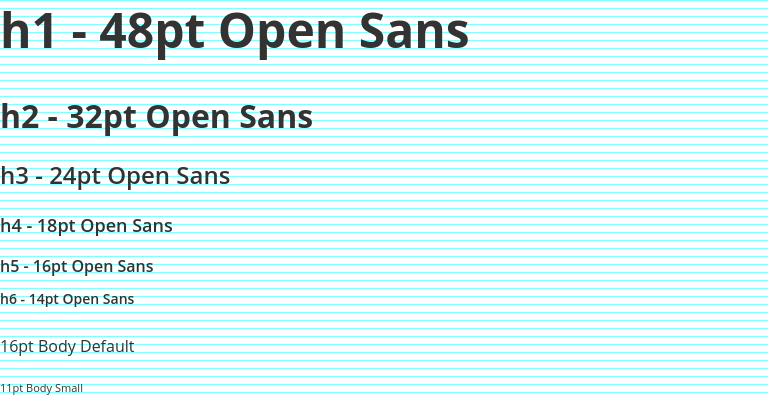 h1 - 48pt Open Sans
h2 - 32pt Open Sans
h3 - 24pt Open Sans
h4 - 18pt Open Sans
h5 - 16pt Open Sans
h6 - 14pt Open Sans
16pt Body Default
11pt Body Small